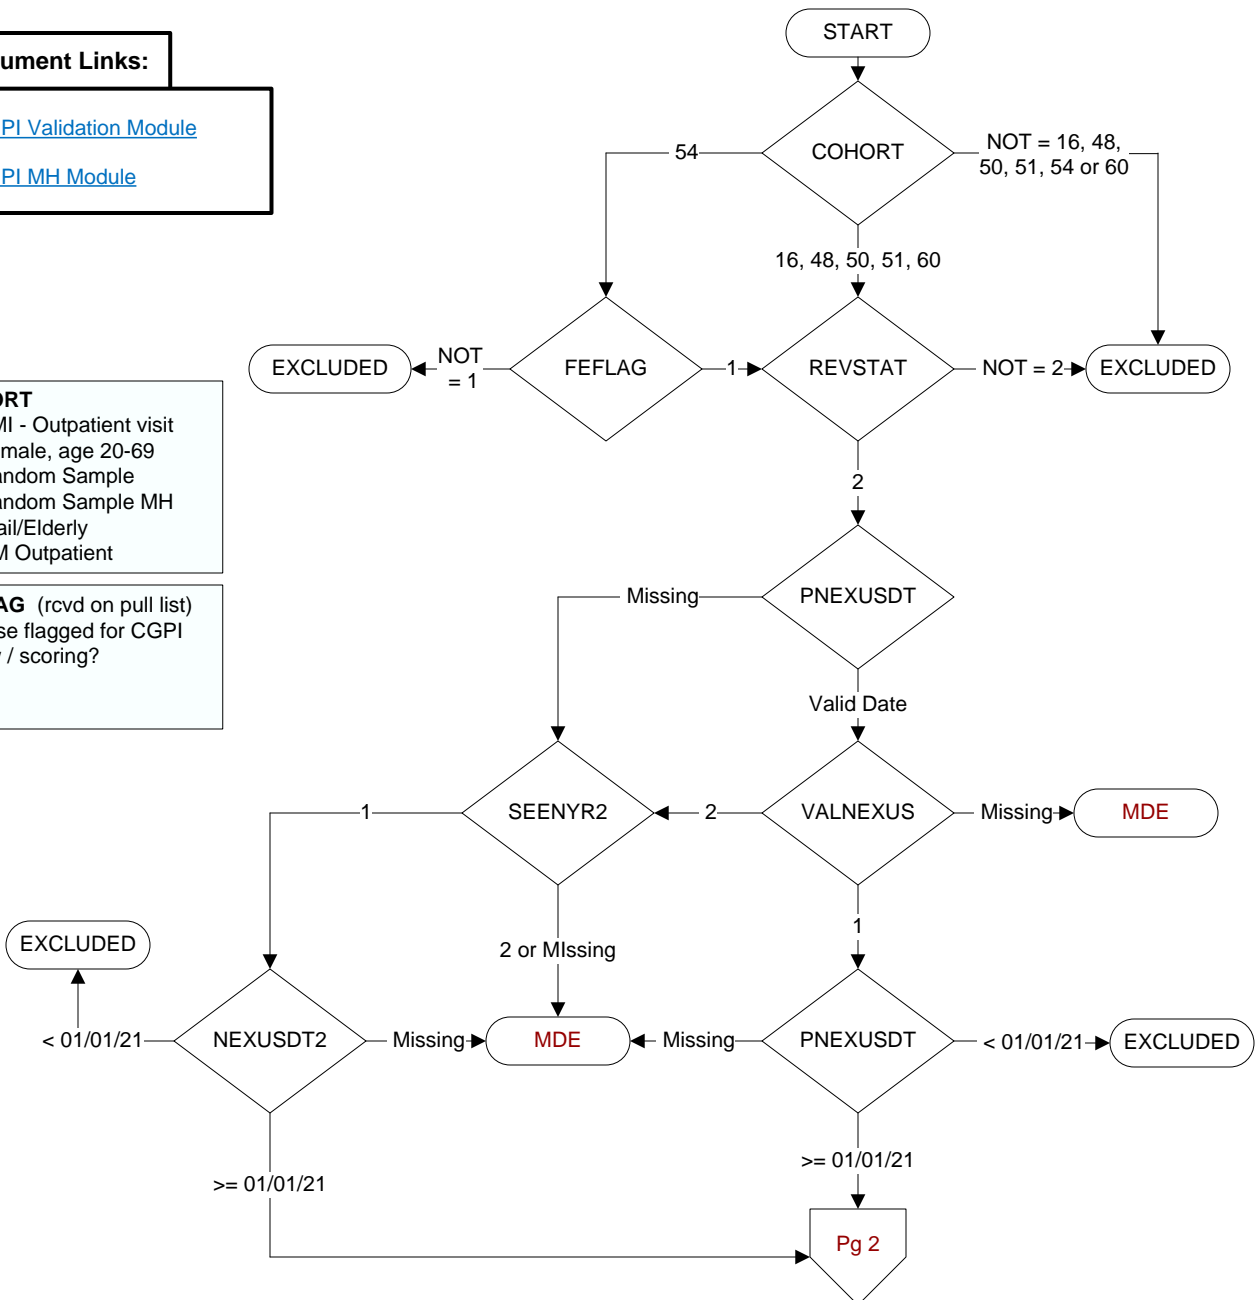 START
ument Links:
PI Validation Module
PI MH Module
COHORT
54
NOT = 16, 48,
50, 51, 54 or 60
16, 48, 50, 51, 60
EXCLUDED
NOT
= 1
FEFLAG
1
REVSTAT
NOT = 2
EXCLUDED
ORT
MI - Outpatient visit
male, age 20-69
andom Sample
andom Sample MH
ail/Elderly
M Outpatient
2
AG (rcvd on pull list)
se flagged for CGPI
/ scoring?
Missing
PNEXUSDT
Valid Date
1
SEENYR2
2
VALNEXUS
Missing
MDE
1
EXCLUDED
2 or MIssing
< 01/01/21
NEXUSDT2
Missing
MDE
Missing
PNEXUSDT
< 01/01/21
EXCLUDED
>= 01/01/21
>= 01/01/21
Pg 2